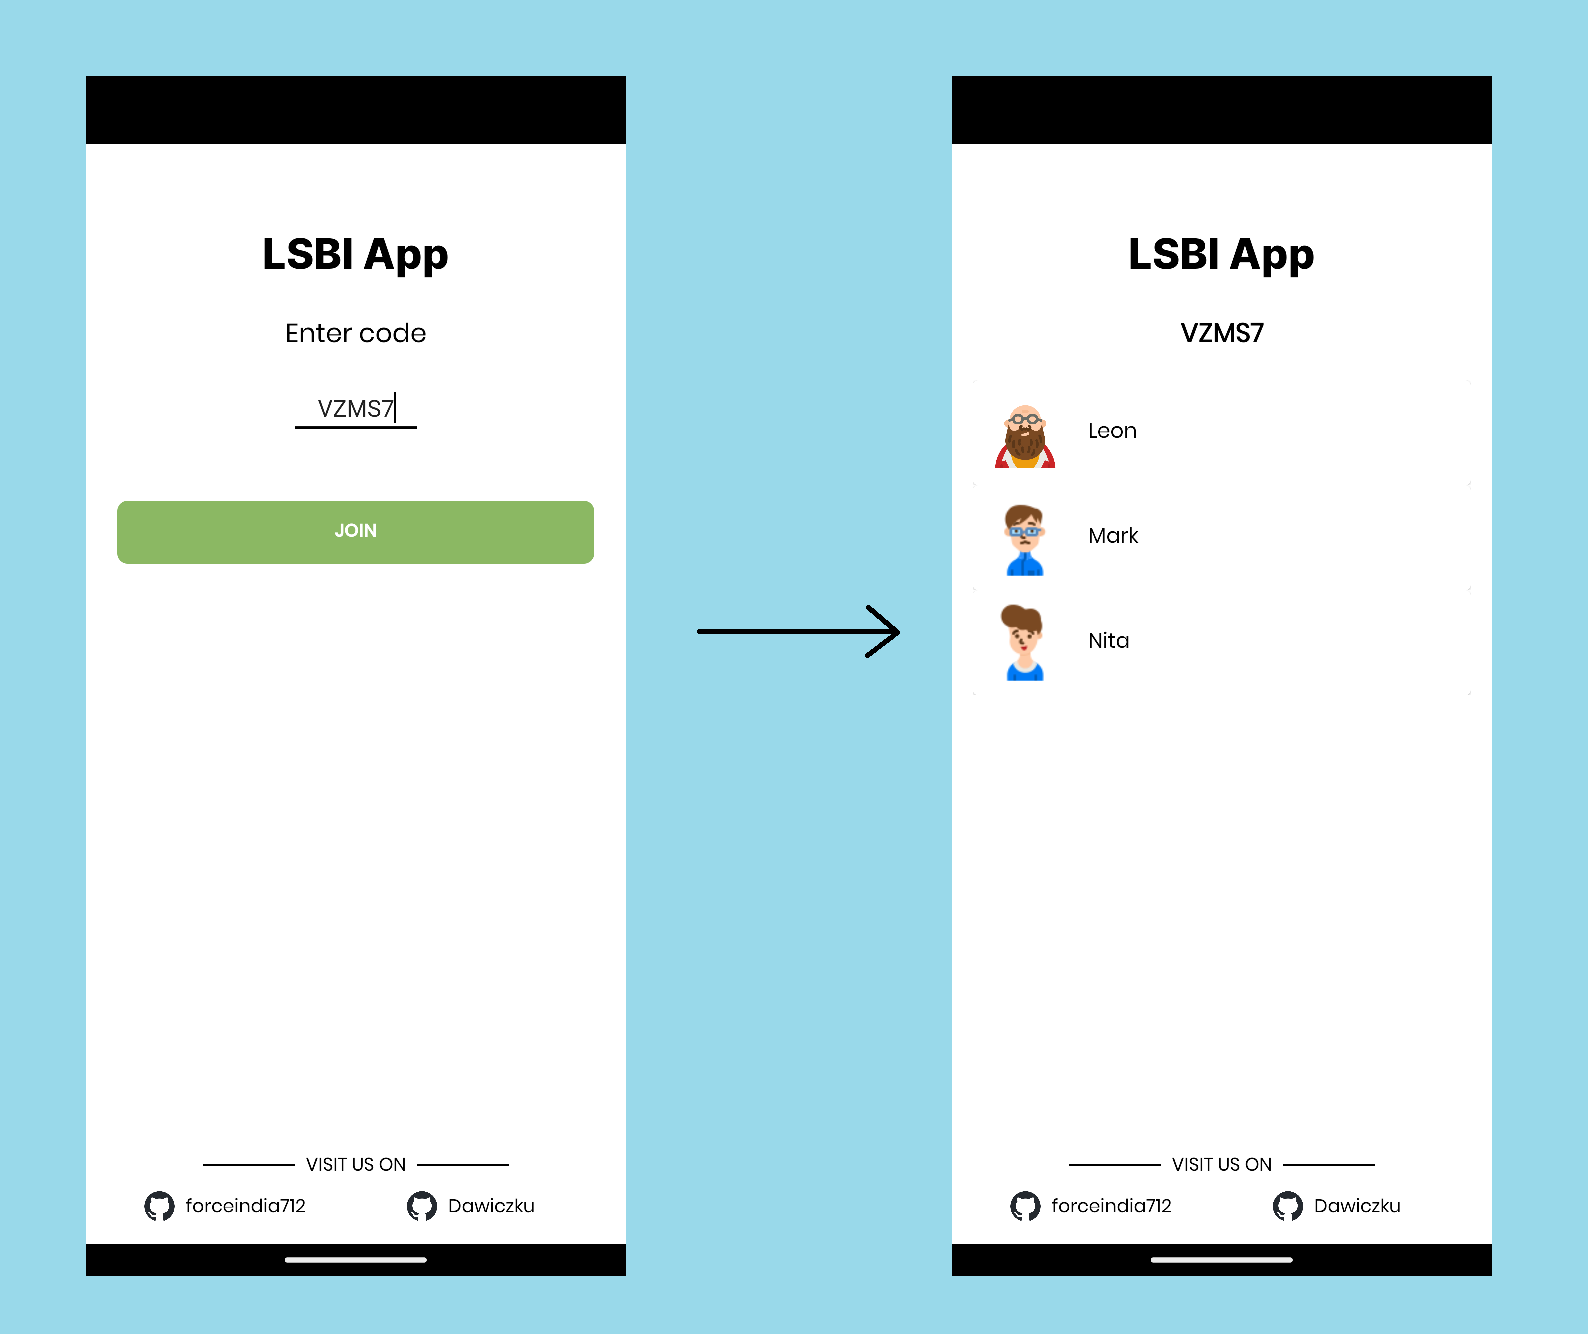 LSBI App
Enter code
VZMS7
JOIN
VISIT US ON
forceindia712
Dawiczku
LSBI App
VZMS7
Leon
Mark
Nita
VISIT US ON
forceindia712
Dawiczku